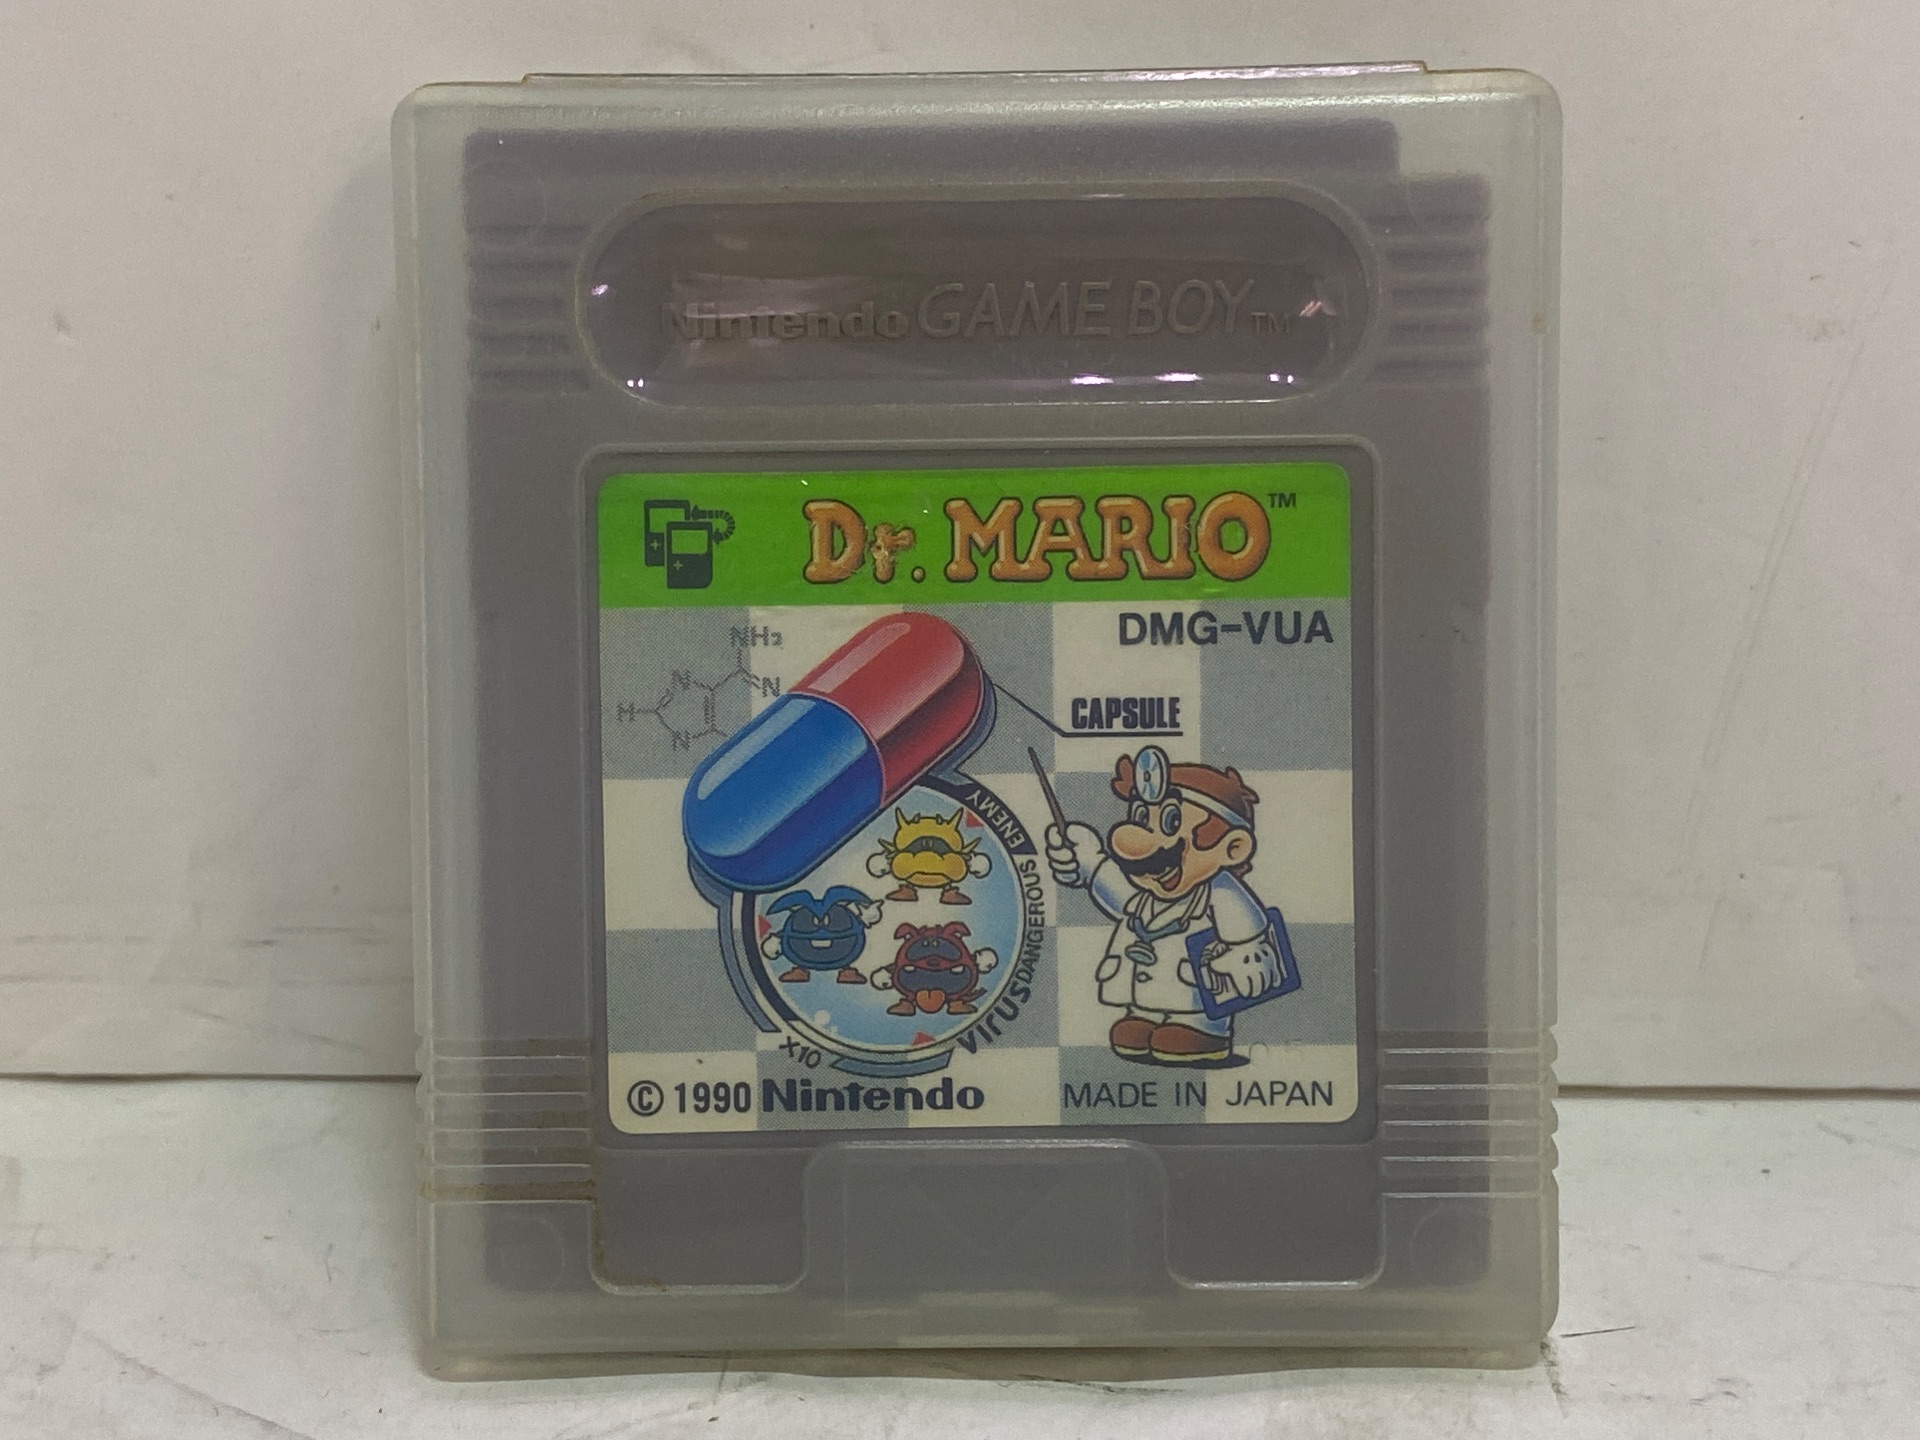 Nintendo GAME BOY™
Dr. MARIO™
DMG-VUA
NH₂
N
N
H
N
CAPSULE
ENEMY
DANGEROUS
VIRUS
X10
© 1990 Nintendo
MADE IN JAPAN